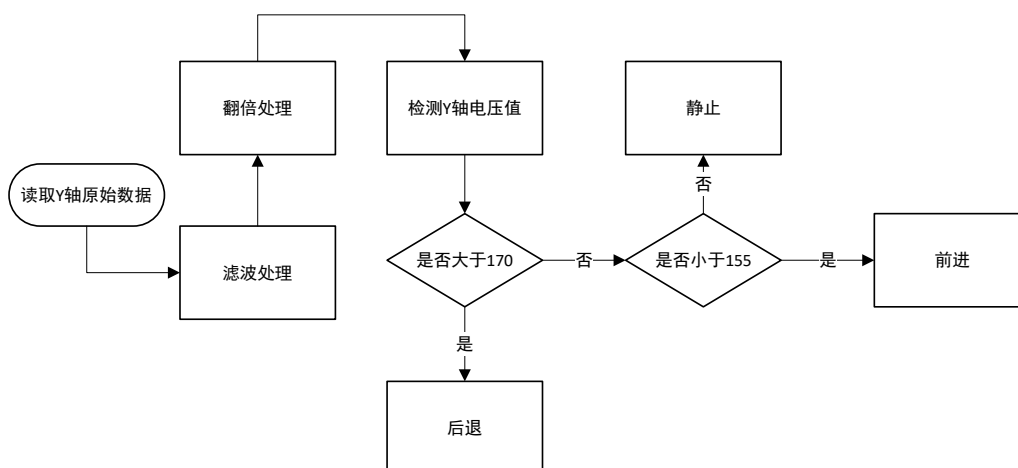 读取Y轴原始数据
滤波处理
翻倍处理
检测Y轴电压值
是否大于170
是
后退
否
是否小于155
否
静止
是
前进